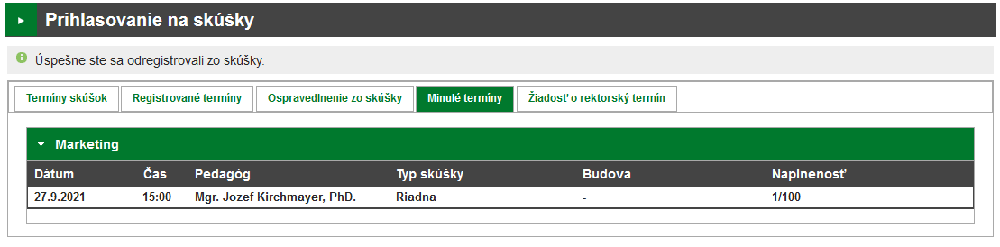 Prihlasovanie na skúšky
Úspešne ste sa odregistrovali zo skúšky.
Termíny skúšok Registrované termíny Ospravedlnenie zo skúšky Minulé termíny Žiadosť o rektorský termín
Marketing
Dátum Čas Pedagóg Typ skúšky Budova Naplnenosť
27.9.2021 15:00 Mgr. Jozef Kirchmayer, PhD. Riadna - 1/100